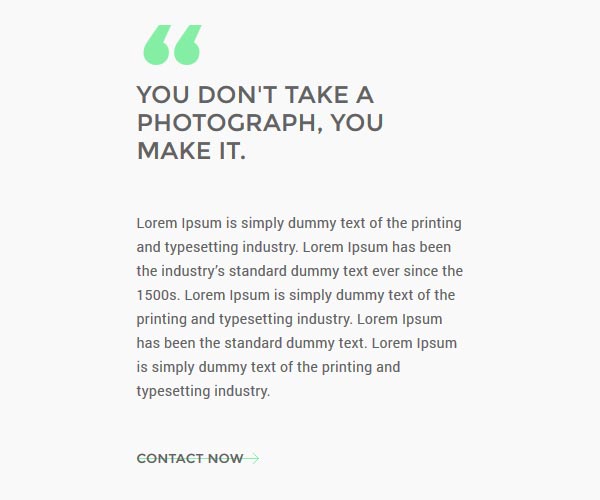 “
YOU DON'T TAKE A
PHOTOGRAPH, YOU
MAKE IT.
Lorem Ipsum is simply dummy text of the printing
and typesetting industry. Lorem Ipsum has been
the industry’s standard dummy text ever since the
1500s. Lorem Ipsum is simply dummy text of the
printing and typesetting industry. Lorem Ipsum
has been the standard dummy text. Lorem Ipsum
is simply dummy text of the printing and
typesetting industry.
CONTACT NOW